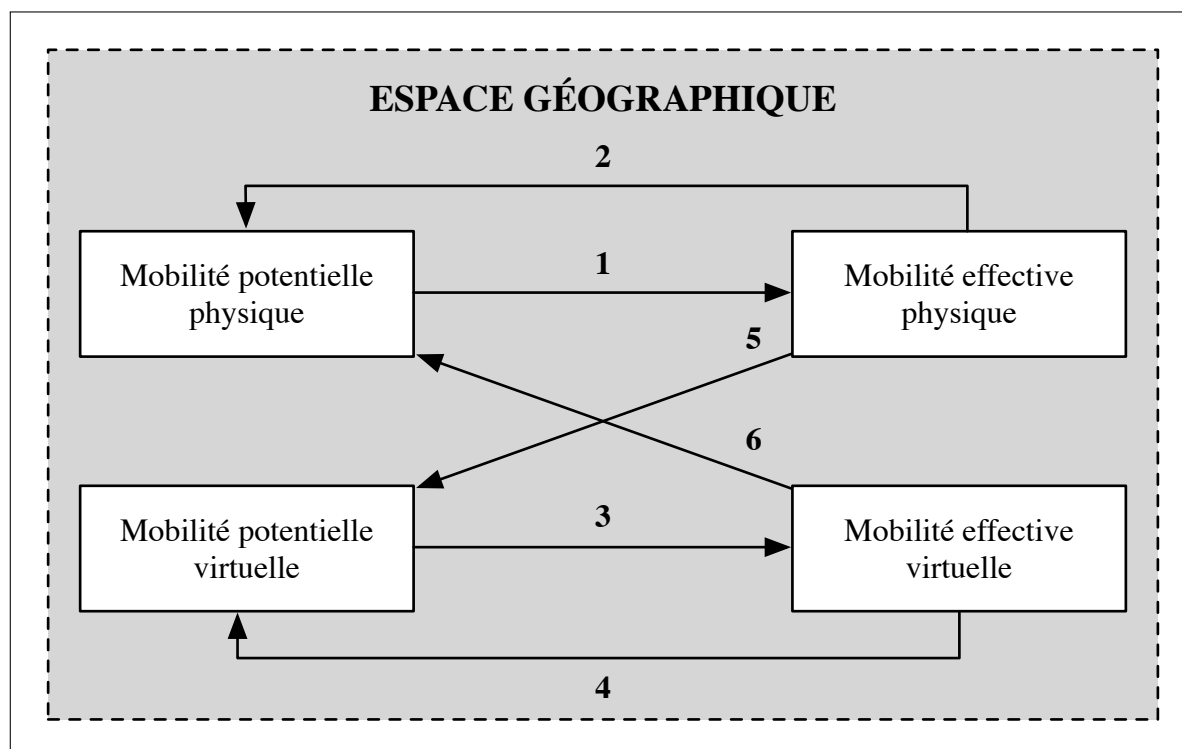 ESPACE GÉOGRAPHIQUE
2
Mobilité potentielle
physique
1
Mobilité effective
physique
5
6
Mobilité potentielle
virtuelle
3
Mobilité effective
virtuelle
4